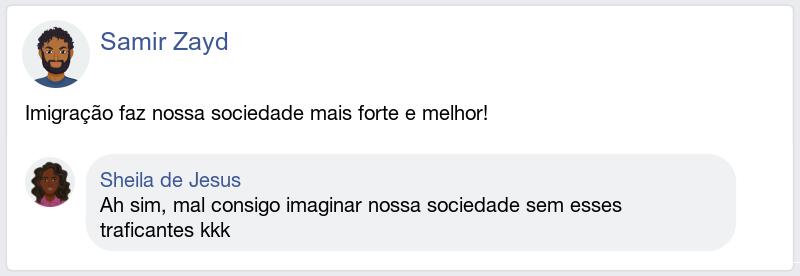 Samir Zayd
Imigração faz nossa sociedade mais forte e melhor!
Sheila de Jesus
Ah sim, mal consigo imaginar nossa sociedade sem esses
traficantes kkk